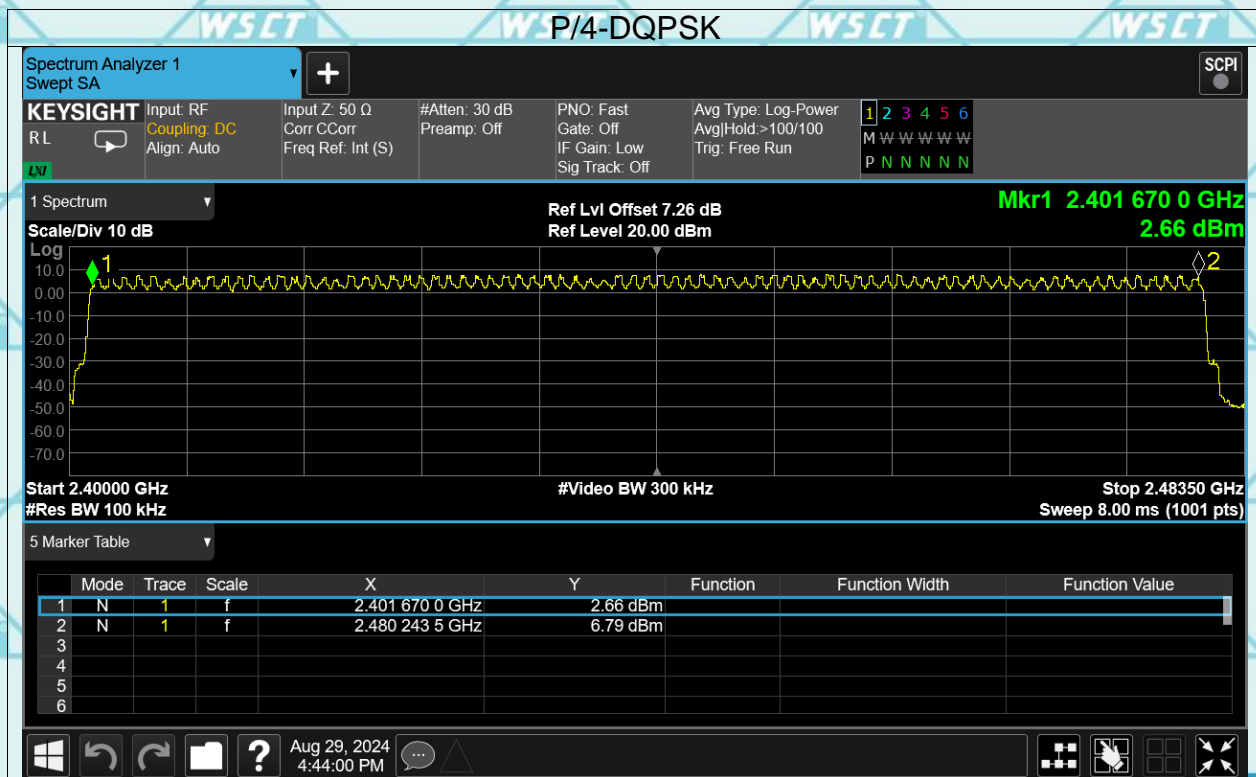 WSCT WSCT WSCT WSCT
P/4-DQPSK
Spectrum Analyzer 1
Swept SA
+
SCPI
KEYSIGHT
RL
LXI
Input: RF
Coupling: DC
Align: Auto
Input Z: 50 Ω
Corr CCorr
Freq Ref: Int (S)
#Atten: 30 dB
Preamp: Off
PNO: Fast
Gate: Off
IF Gain: Low
Sig Track: Off
Avg Type: Log-Power
Avg|Hold:>100/100
Trig: Free Run
1 2 3 4 5 6
M W W W W W
P N N N N N
1 Spectrum
Scale/Div 10 dB
Ref Lvl Offset 7.26 dB
Ref Level 20.00 dBm
Mkr1 2.401 670 0 GHz
2.66 dBm
Log
1
2
10.0
0.00
-10.0
-20.0
-30.0
-40.0
-50.0
-60.0
-70.0
Start 2.40000 GHz #Video BW 300 kHz Stop 2.48350 GHz
#Res BW 100 kHz Sweep 8.00 ms (1001 pts)
5 Marker Table
Mode Trace Scale X Y Function Function Width Function Value
1 N 1 f 2.401 670 0 GHz 2.66 dBm
2 N 1 f 2.480 243 5 GHz 6.79 dBm
3
4
5
6
?
Aug 29, 2024
4:44:00 PM